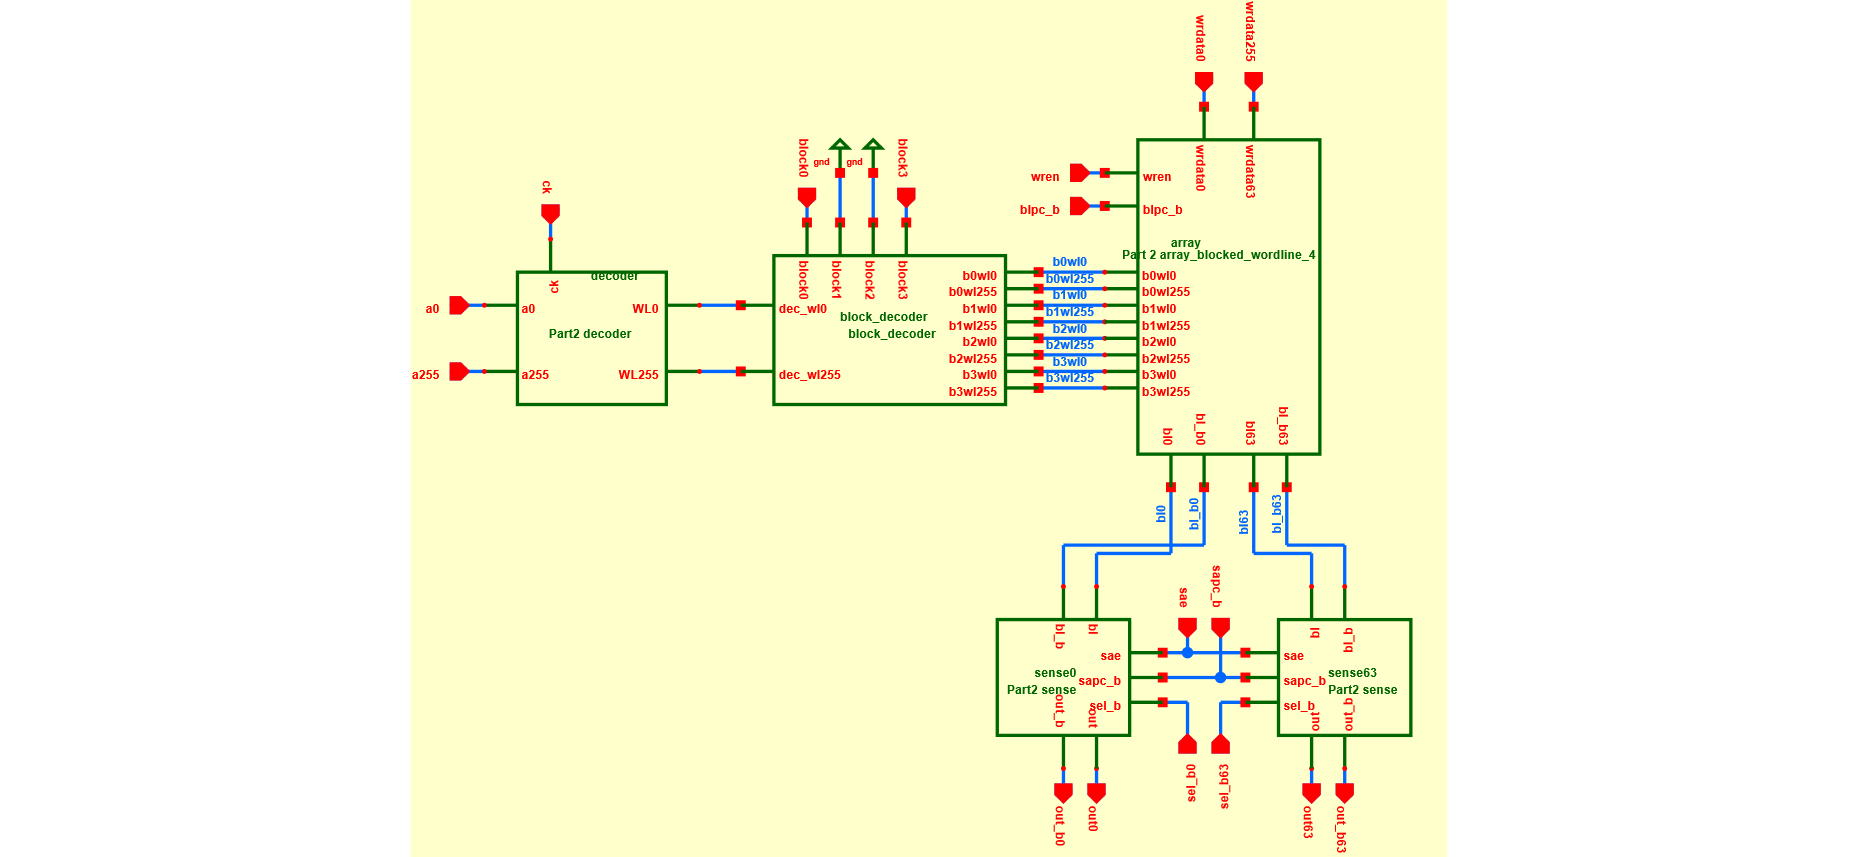 wrdata0
wrdata255
block0
gnd
gnd
block3
ck
wren
blpc_b
wrdata0
wrdata63
wren
blpc_b
array
Part 2 array_blocked_wordline_4
decoder
ck
a0
a0
WL0
Part2 decoder
a255
a255
WL255
block0
block1
block2
block3
dec_wl0
block_decoder
block_decoder
dec_wl255
b0wl0
b0wl255
b1wl0
b1wl255
b2wl0
b2wl255
b3wl0
b3wl255
b0wl0
b0wl255
b1wl0
b1wl255
b2wl0
b2wl255
b3wl0
b3wl255
b0wl0
b0wl255
b1wl0
b1wl255
b2wl0
b2wl255
b3wl0
b3wl255
bl0
bl_b0
bl63
bl_b63
bl0
bl_b0
bl63
bl_b63
sae
sapc_b
bl_b
bl
sae
sense0
sapc_b
Part2 sense
sel_b
out_b
out
bl
bl_b
sae
sense63
sapc_b
Part2 sense
sel_b
out
out_b
sel_b0
sel_b63
out_b0
out0
out63
out_b63